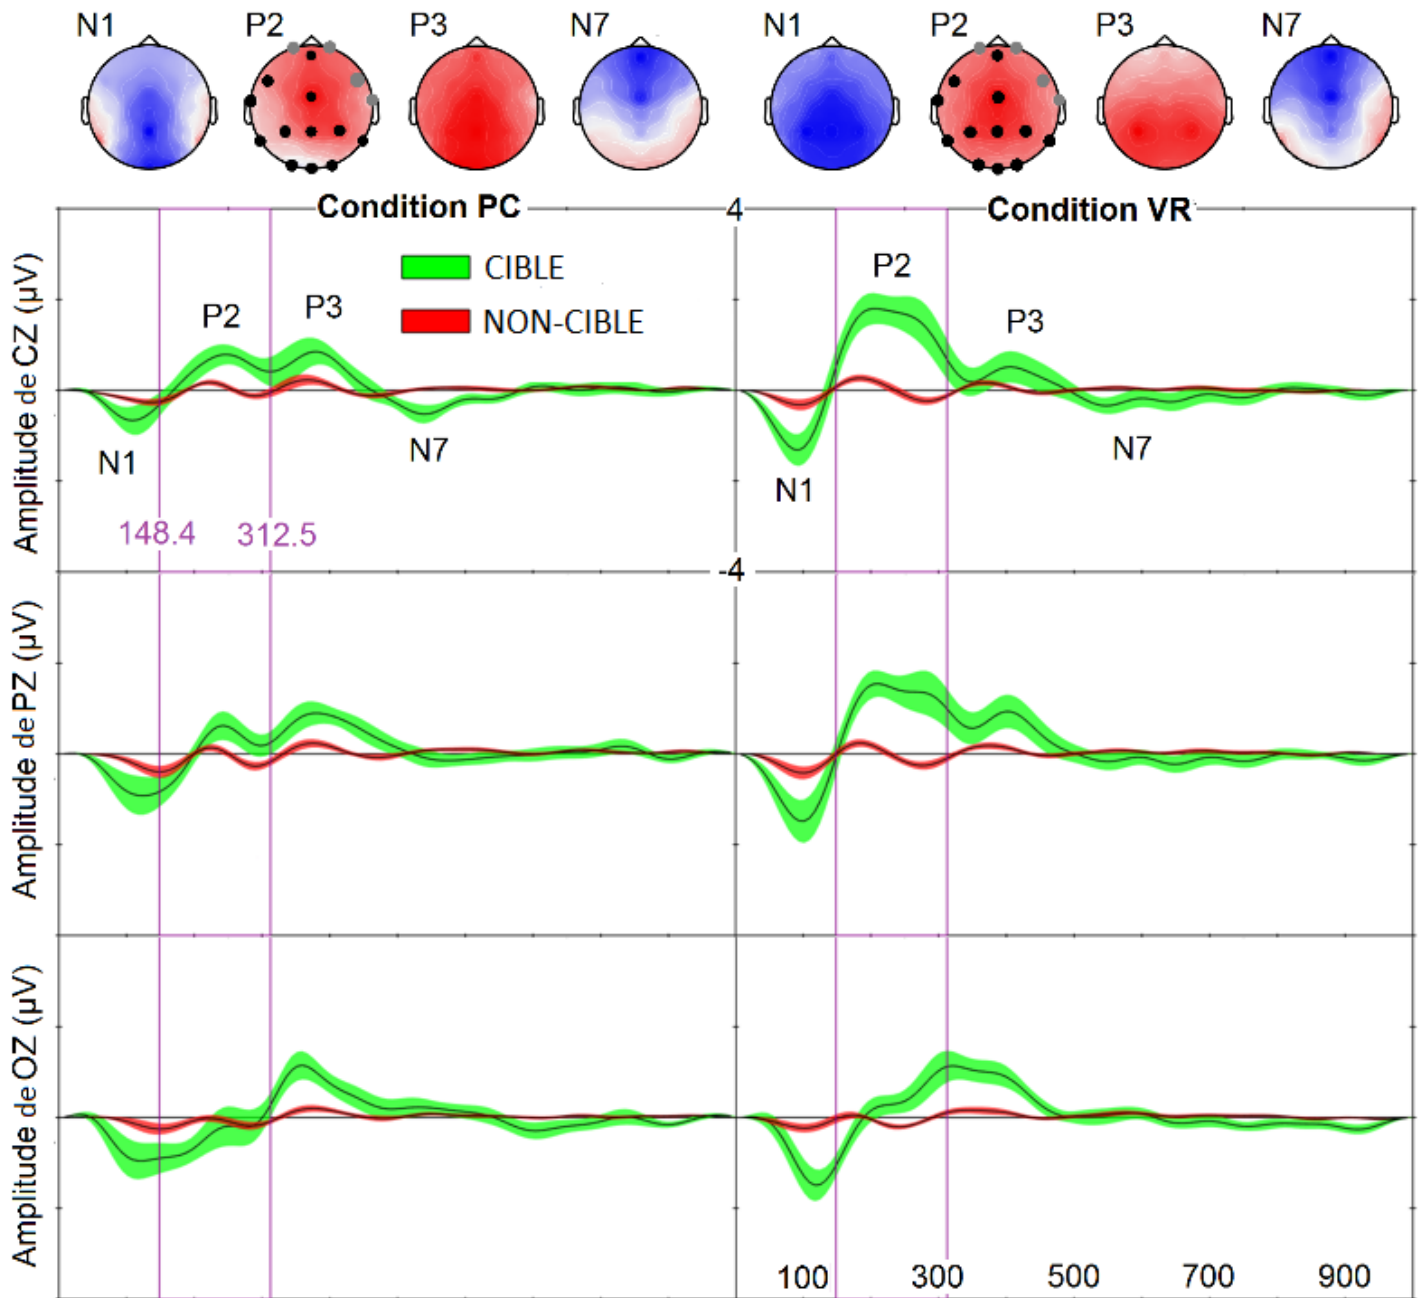 N1 P2 P3 N7 N1 P2 P3 N7
Condition PC 4 Condition VR
CIBLE
NON-CIBLE
P2 P3 P2 P3
N1 N7 N1 N7
148.4 312.5
-4
Amplitude de CZ (µV)
Amplitude de PZ (µV)
Amplitude de OZ (µV)
100 300 500 700 900